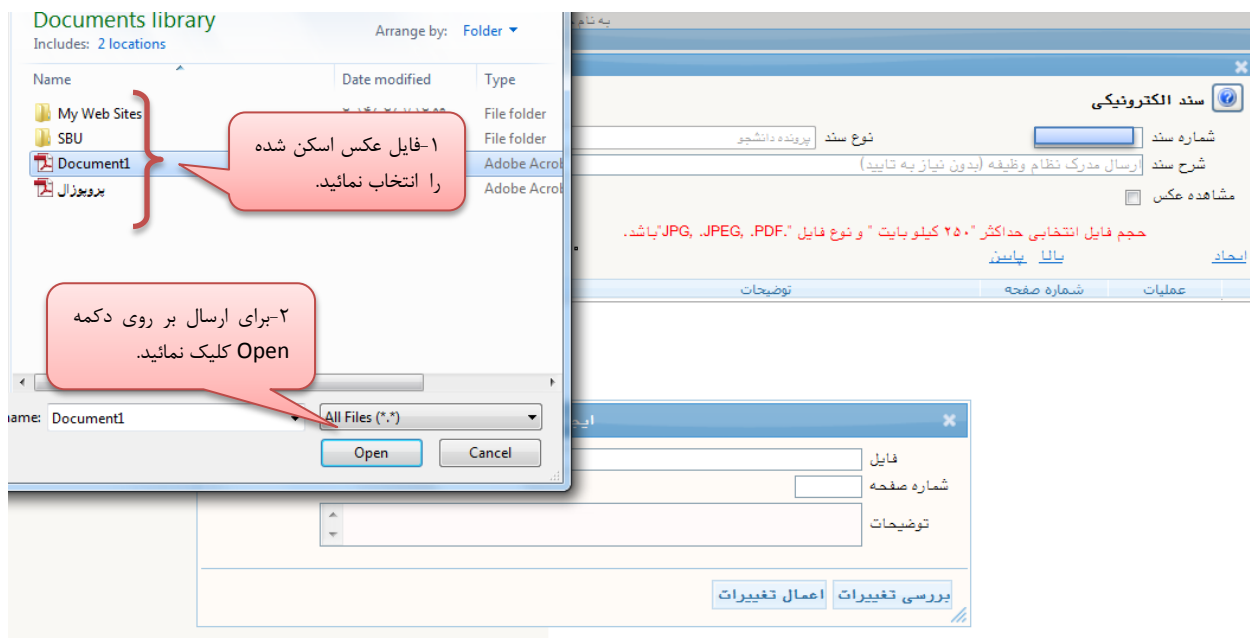 Documents library
Includes: 2 locations
Arrange by: Folder
Name Date modified Type
My Web Sites File folder
SBU File folder
Document1 Adobe Acrob
پروپوزال Adobe Acrob
۱-فایل عکس اسکن شده
را انتخاب نمائید.
۲-برای ارسال بر روی دکمه
Open کلیک نمائید.
ame: Document1 All Files (*.*)
Open Cancel
به نام
سند الکترونیکی
شماره سند نوع سند پرونده دانشجو
شرح سند ارسال مدرک نظام وظیفه (بدون نیاز به تایید)
مشاهده عکس
حجم فایل انتخابی حداکثر "۲۵۰ کیلو بایت " و نوع فایل "JPG, .JPEG, .PDF."باشد.
ایجاد بالا پایین
عملیات شماره صفحه توضیحات
ایج
فایل
شماره صفحه
توضیحات
بررسی تغییرات اعمال تغییرات